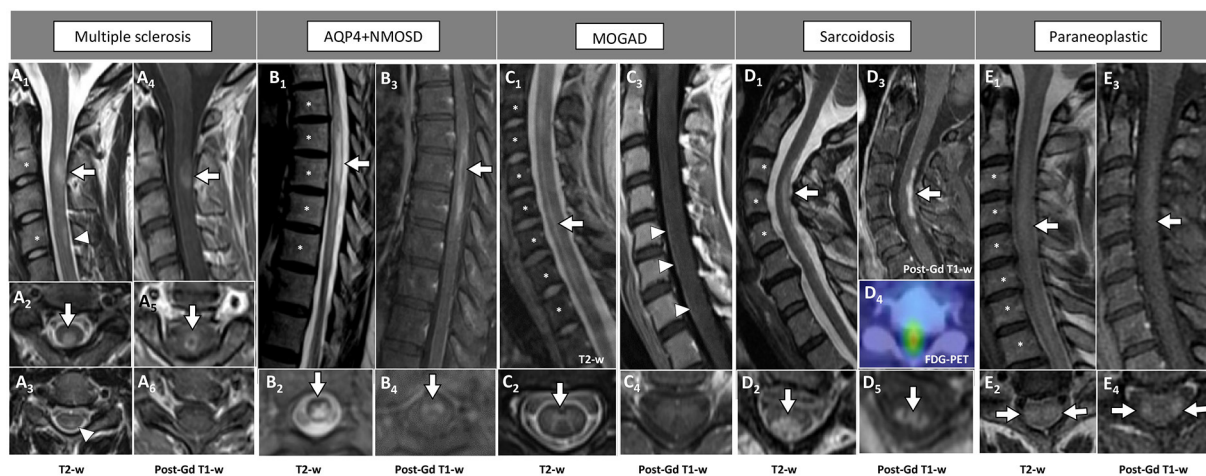 Multiple sclerosis
AQP4+NMOSD
MOGAD
Sarcoidosis
Paraneoplastic
A1
A4
B1
B3
C1
C3
D1
D3
E1
E3
Post-Gd T1-w
A2
A5
D4
T2-w
FDG-PET
A3
A6
B2
B4
C2
C4
D2
D5
E2
E4
T2-w
Post-Gd T1-w
T2-w
Post-Gd T1-w
T2-w
Post-Gd T1-w
T2-w
Post-Gd T1-w
T2-w
Post-Gd T1-w